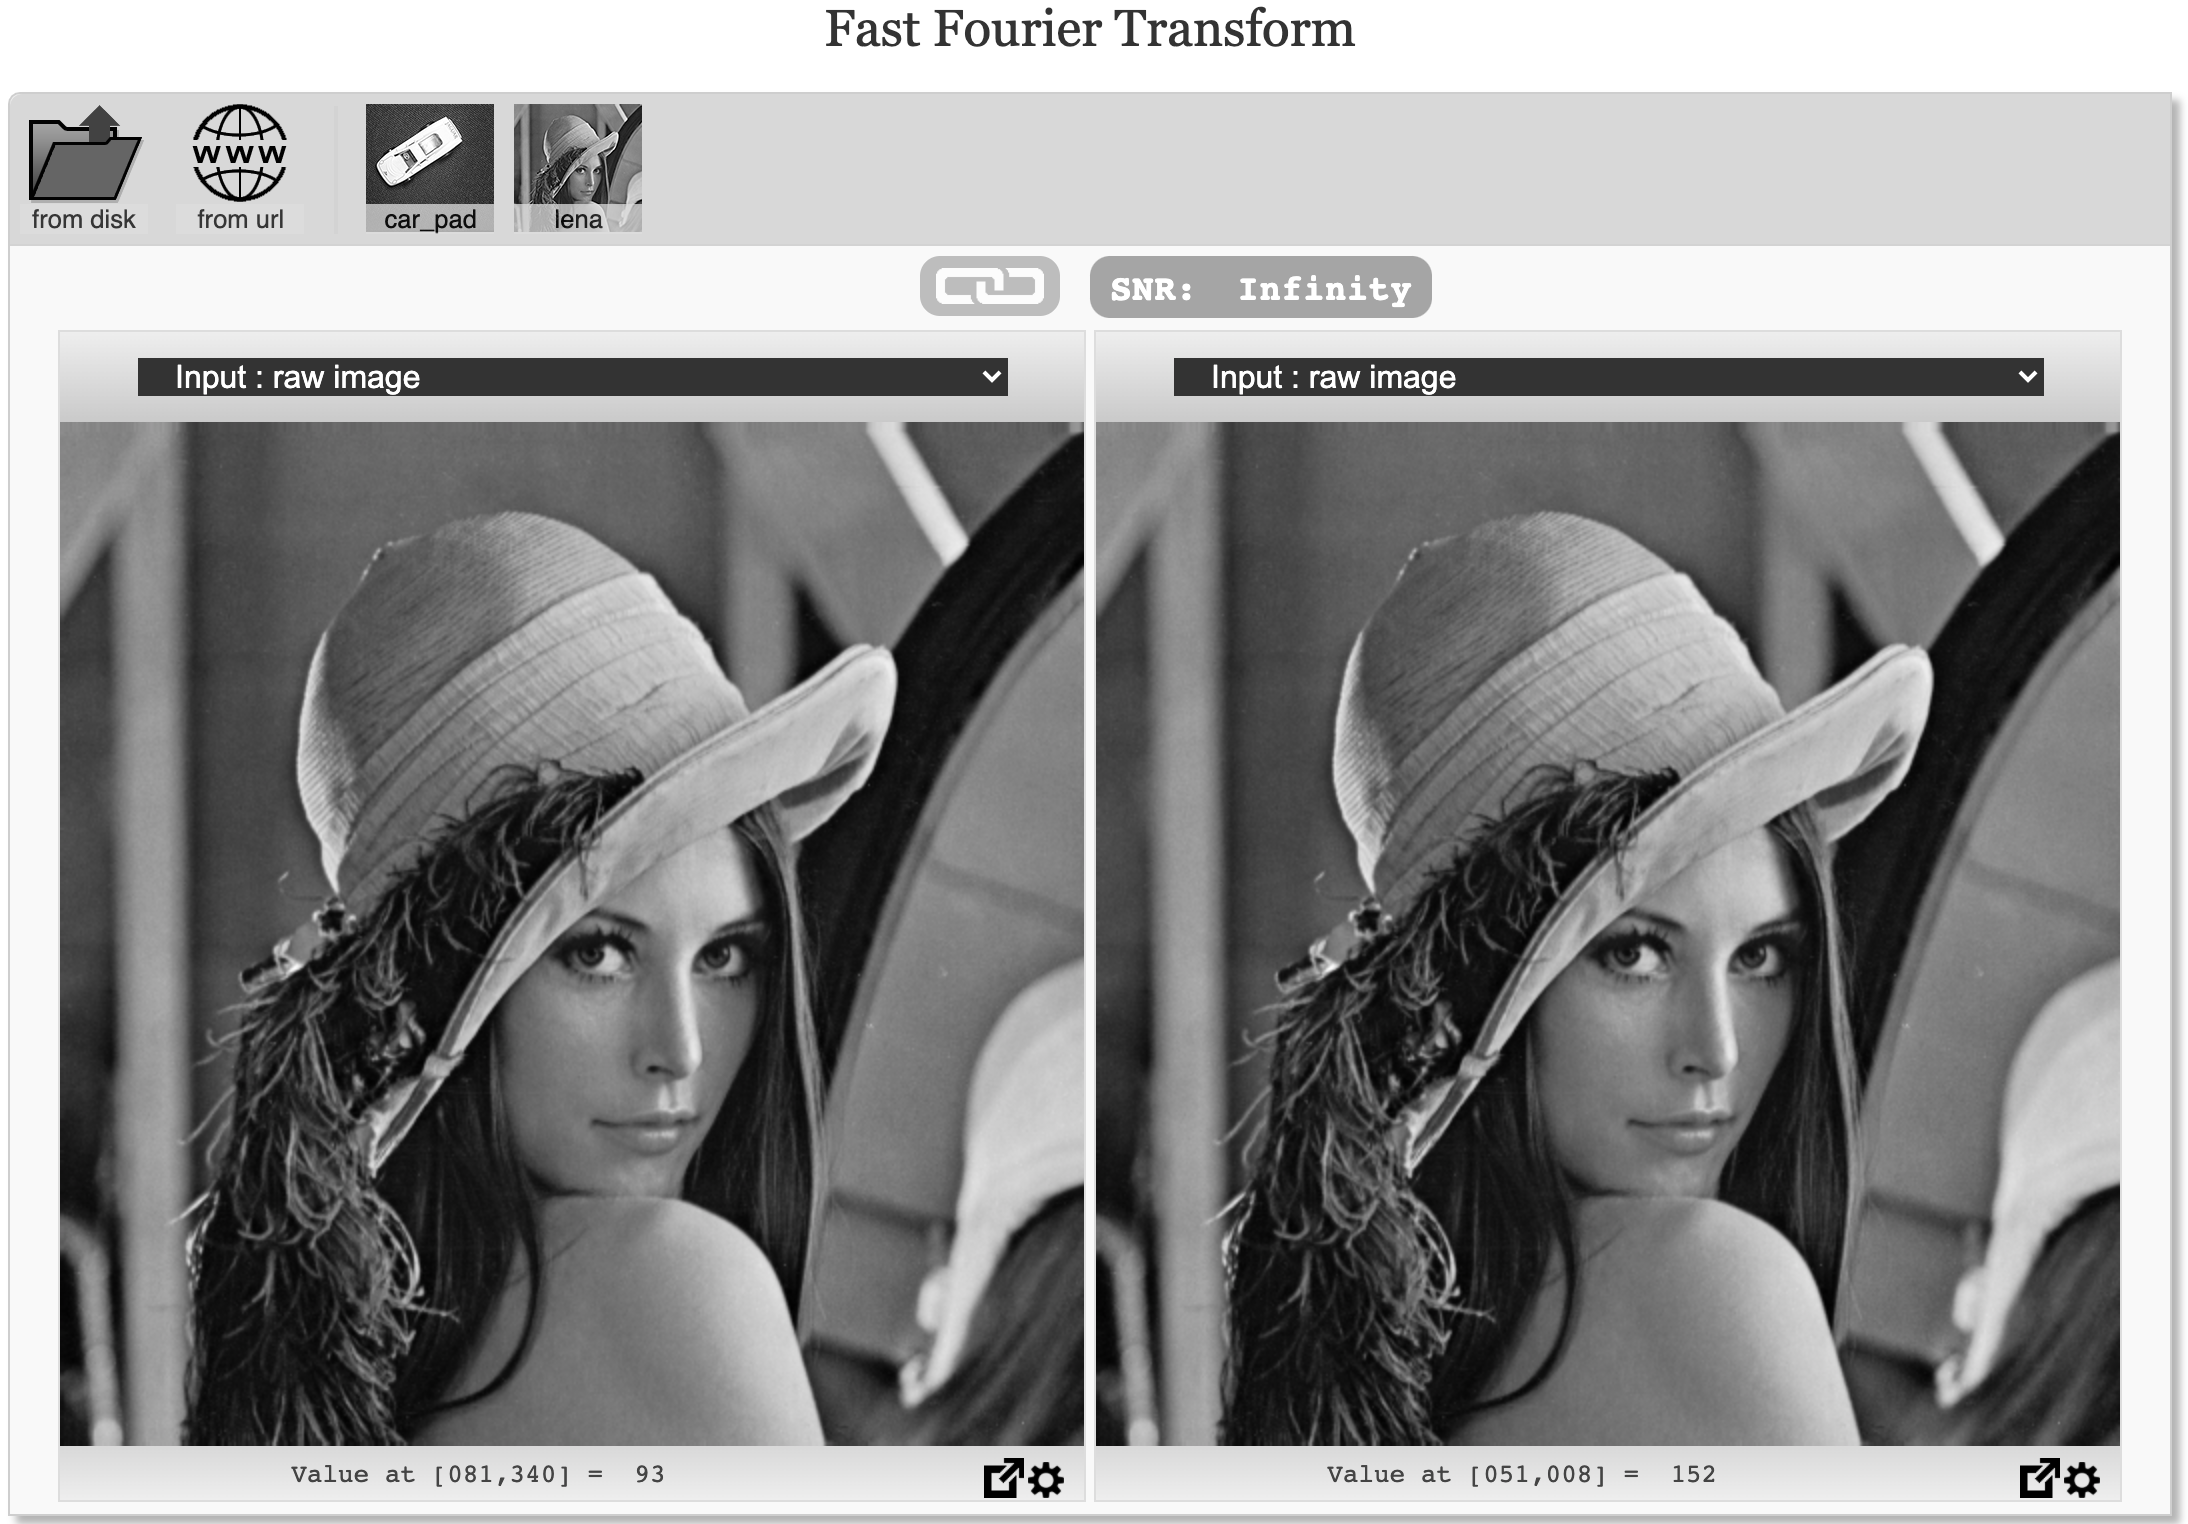 Fast Fourier Transform
WWW
from disk
from url
car_pad
lena
SNR: Infinity
Input : raw image
Input : raw image
Value at [081,340] = 93
Value at [051,008] = 152